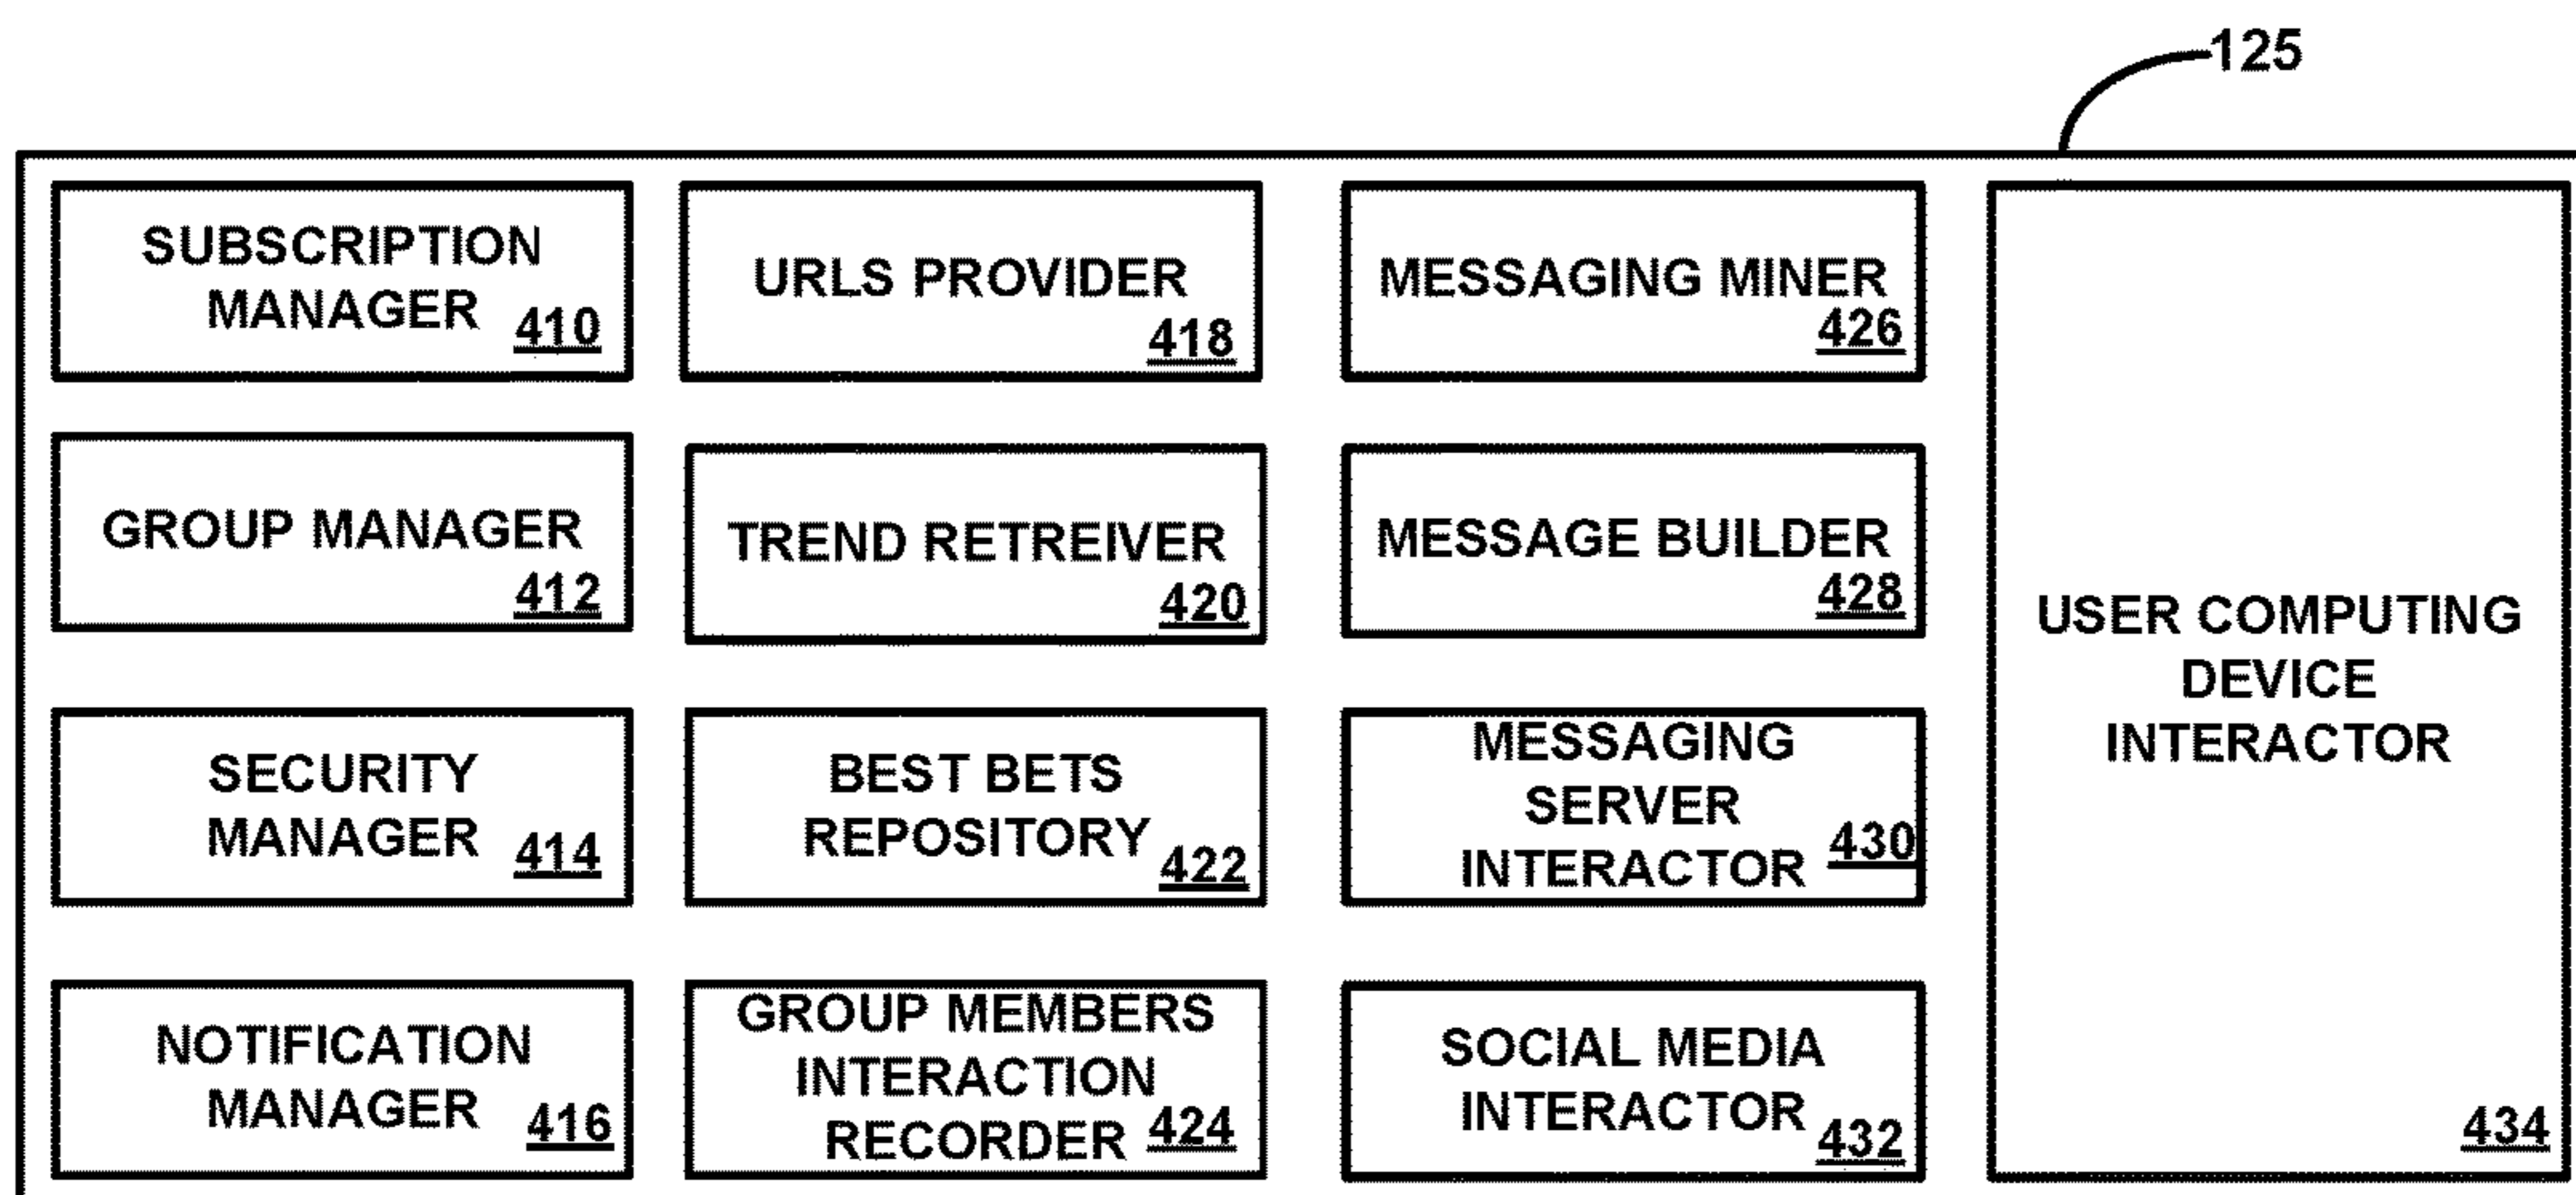 125
SUBSCRIPTION
MANAGER
410
URLS PROVIDER
418
MESSAGING MINER
426
GROUP MANAGER
412
TREND RETREIVER
420
MESSAGE BUILDER
428
SECURITY
MANAGER
414
BEST BETS
REPOSITORY
422
MESSAGING
SERVER
INTERACTOR
430
NOTIFICATION
MANAGER
416
GROUP MEMBERS
INTERACTION
RECORDER
424
SOCIAL MEDIA
INTERACTOR
432
USER COMPUTING
DEVICE
INTERACTOR
434